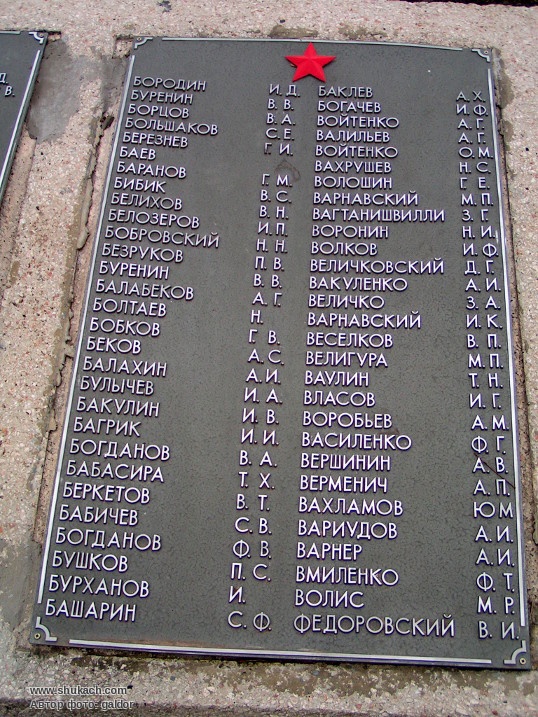 БОРОДИН И. Д.
БУРЕНИН В. В.
БОРЦОВ В. А.
БОЛЬШАКОВ С. Е.
БЕРЕЗНЕВ Г. И.
БАЕВ
БАРАНОВ Г. М.
БИБИК В. С.
БЕЛИХОВ В. Н.
БЕЛОЗЕРОВ И. П.
БОБРОВСКИЙ Н. Н.
БЕЗРУКОВ П. В.
БУРЕНИН В. В.
БАЛАБЕКОВ А. Г.
БОЛТАЕВ Н.
БОБКОВ Г. В.
БЕКОВ А. С.
БАЛАХИН А. И.
БУЛЫЧЕВ И. А.
БАКУЛИН И. В.
БАГРИК И. И.
БОГДАНОВ В. А.
БАБАСИРА Т. Х.
БЕРКЕТОВ В. Т.
БАБИЧЕВ С. В.
БОГДАНОВ Ф. В.
БУШКОВ П. С.
БУРХАНОВ И.
БАШАРИН С. Ф.
БАКЛЕВ А. Х.
БОГАЧЕВ И. Ф.
ВОЙТЕНКО А. Г.
ВАЛИЛЬЕВ А. Г.
ВОЙТЕНКО О. М.
ВАХРУШЕВ Н. С.
ВОЛОШИН Г. Е.
ВАРНАВСКИЙ М. П.
ВАГТАНИШВИЛЛИ З. Г.
ВОРОНИН Н. И.
ВОЛКОВ И. Ф.
ВЕЛИЧКОВСКИЙ Д. Г.
ВАКУЛЕНКО А. И.
ВЕЛИЧКО З. А.
ВАРНАВСКИЙ И. К.
ВЕСЕЛКОВ В. П.
ВЕЛИГУРА М. П.
ВАУЛИН Т. Н.
ВЛАСОВ И. Г.
ВОРОБЬЕВ А. М.
ВАСИЛЕНКО Ф. Г.
ВЕРШИНИН А. В.
ВЕРМЕНИЧ А. П.
ВАХЛАМОВ Ю М.
ВАРИУДОВ А. И.
ВАРНЕР А. И.
ВМИЛЕНКО Ф. Т.
ВОЛИС М. Р.
ФЕДОРОВСКИЙ В. И.
www.shukach.com
Автор фото: galdor